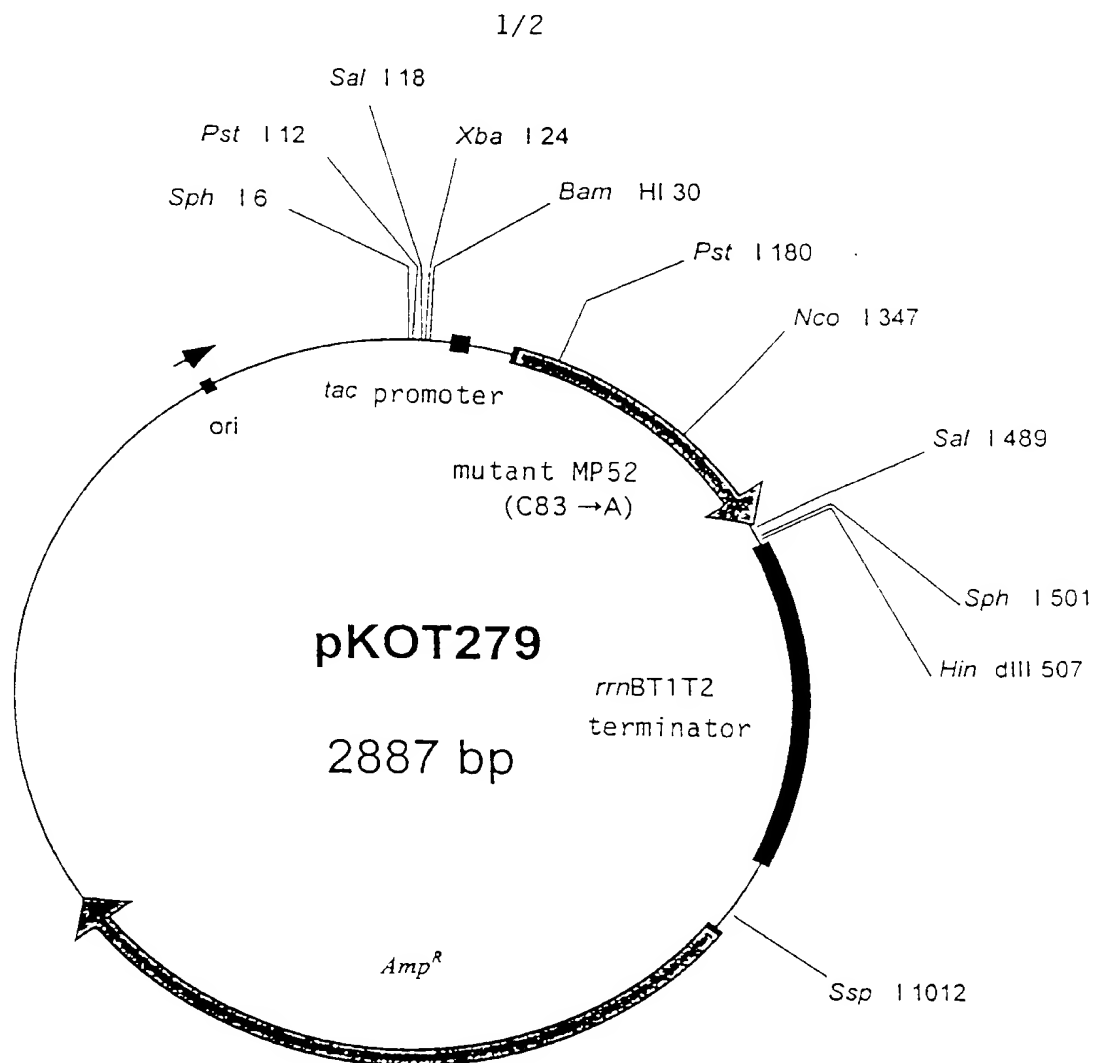 1/2
Sal I 18
Pst I 12
Xba I 24
Sph I 6
Bam HI 30
Pst I 180
Nco I 347
tac promoter
ori
Sal I 489
mutant MP52
(C83 →A)
Sph I 501
pKOT279
Hin dIII 507
rrnBT1T2
terminator
2887 bp
Amp^R
Ssp I 1012